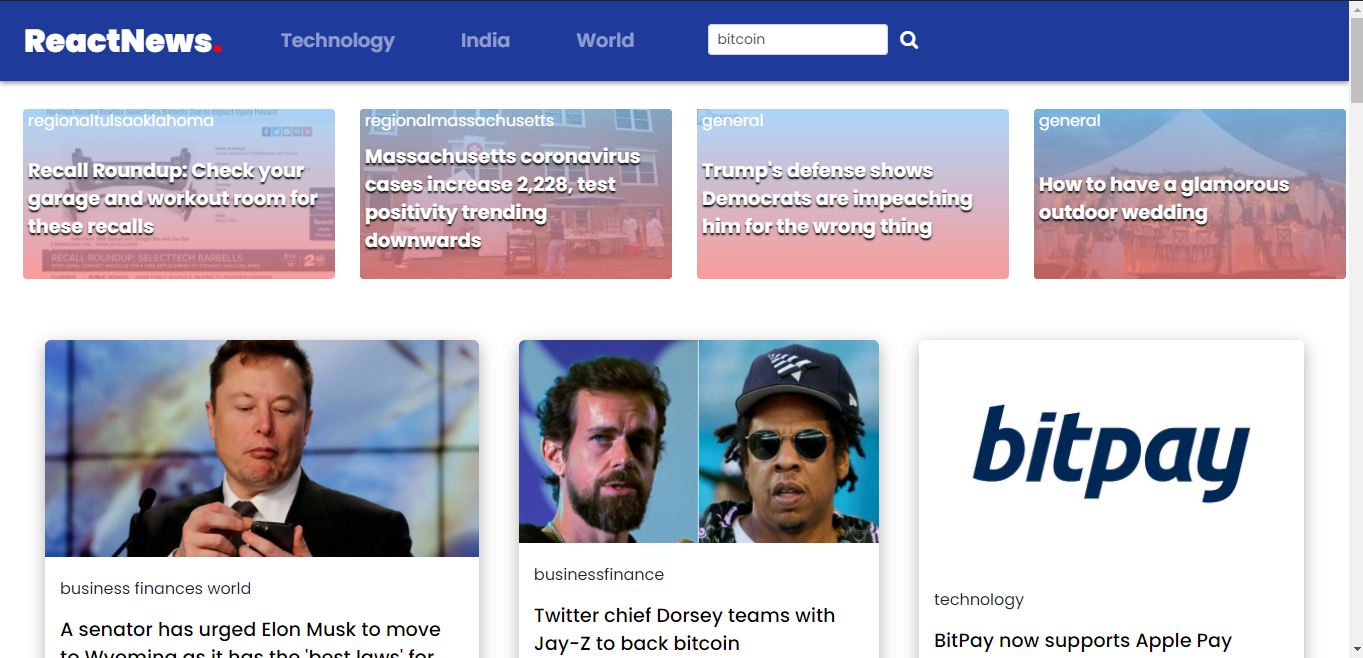 ReactNews.
Technology
India
World
bitcoin
regionaltulsaoklahoma
Recall Roundup: Check your
garage and workout room for
these recalls
RECALL ROUNDUP: SELECTTECH BARBELLS
regionalmassachusetts
Massachusetts coronavirus
cases increase 2,228, test
positivity trending
downwards
general
Trump's defense shows
Democrats are impeaching
him for the wrong thing
general
How to have a glamorous
outdoor wedding
business finances world
A senator has urged Elon Musk to move
to Wyoming as it has the 'best laws' for
businessfinance
Twitter chief Dorsey teams with
Jay-Z to back bitcoin
bitpay
technology
BitPay now supports Apple Pay